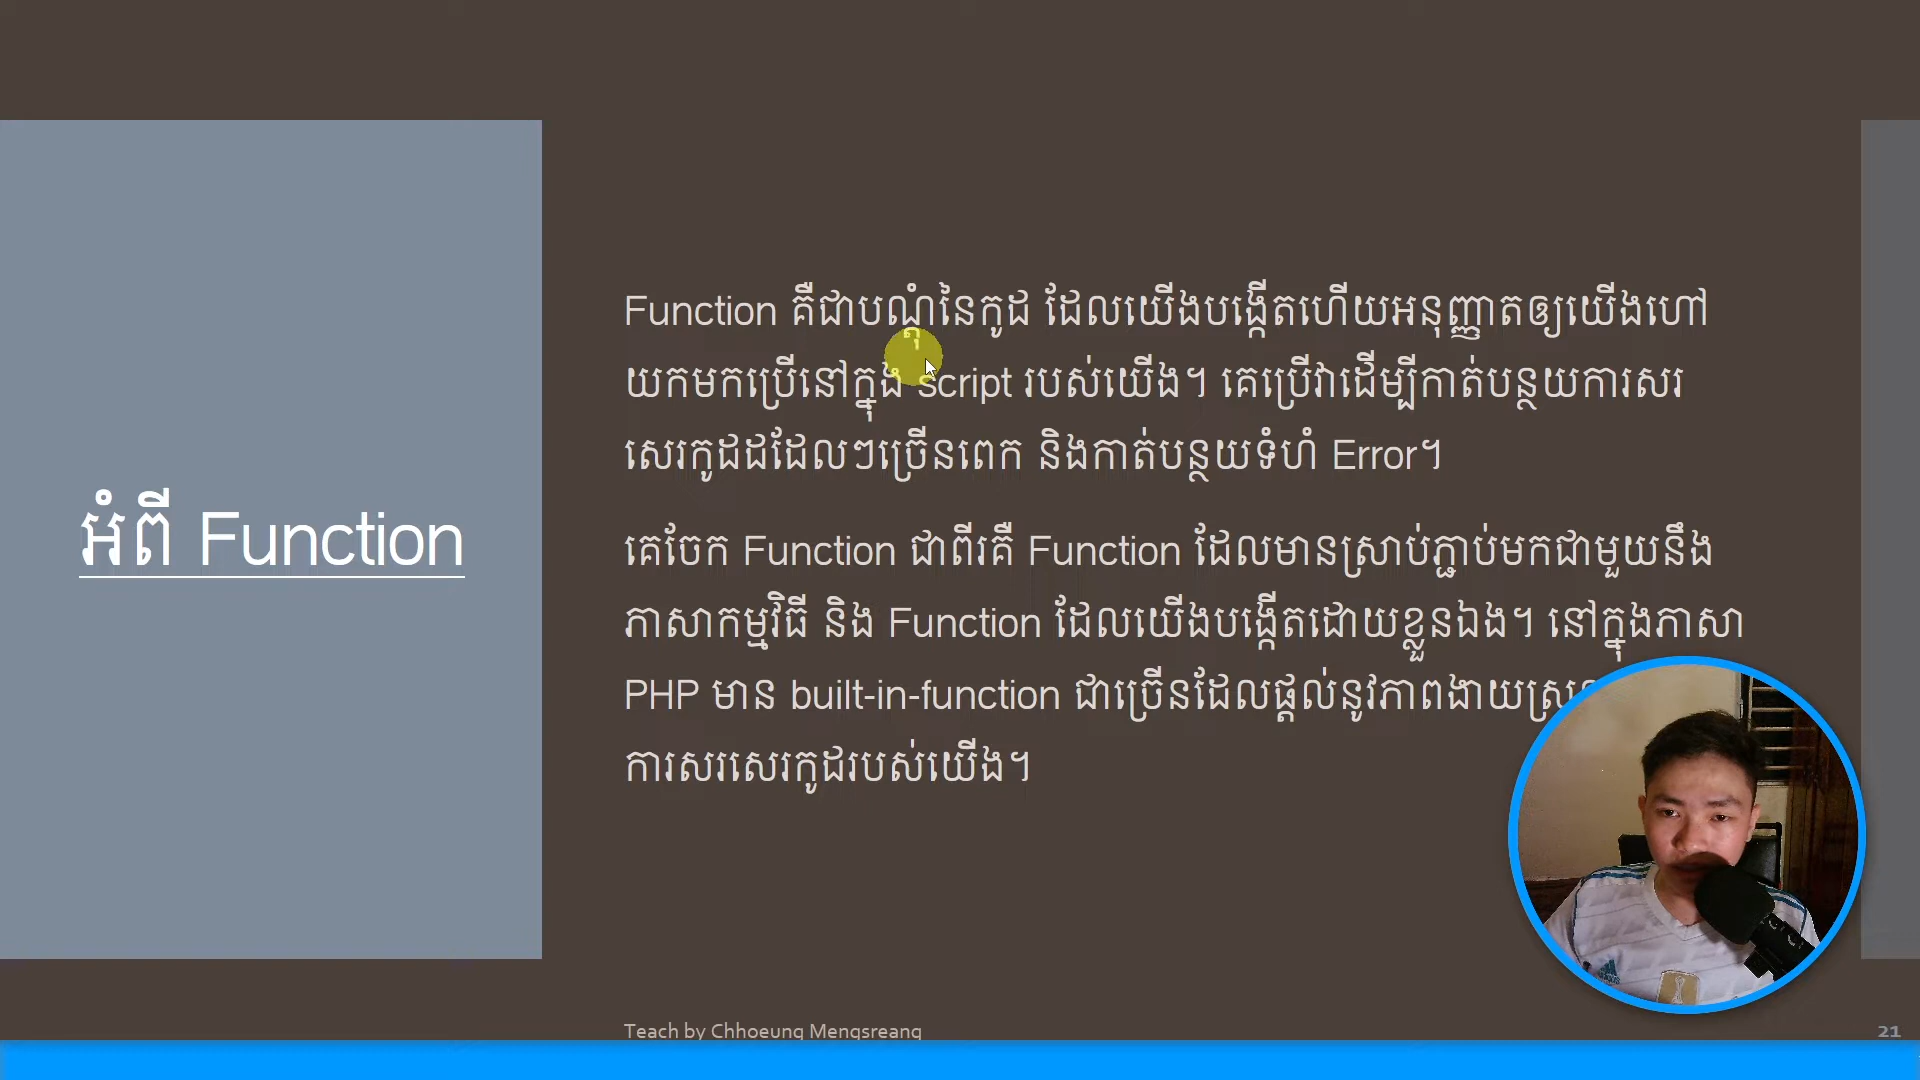 អំពី Function
Function គឺជាបណ្តុំនៃកូដ ដែលយើងបង្កើតហើយអនុញ្ញាតឲ្យយើងហៅ
យកមកប្រើនៅក្នុង script របស់យើង។ គេប្រើវាដើម្បីកាត់បន្ថយការសរ
សេរកូដដដែលៗច្រើនពេក និងកាត់បន្ថយទំហំ Error។
គេចែក Function ជាពីរគឺ Function ដែលមានស្រាប់ភ្ជាប់មកជាមួយនឹង
ភាសាកម្មវិធី និង Function ដែលយើងបង្កើតដោយខ្លួនឯង។ នៅក្នុងភាសា
PHP មាន built-in-function ជាច្រើនដែលផ្តល់នូវភាពងាយ
ការសរសេរកូដរបស់យើង។
Teach by Chhoeung Mengsreang
21